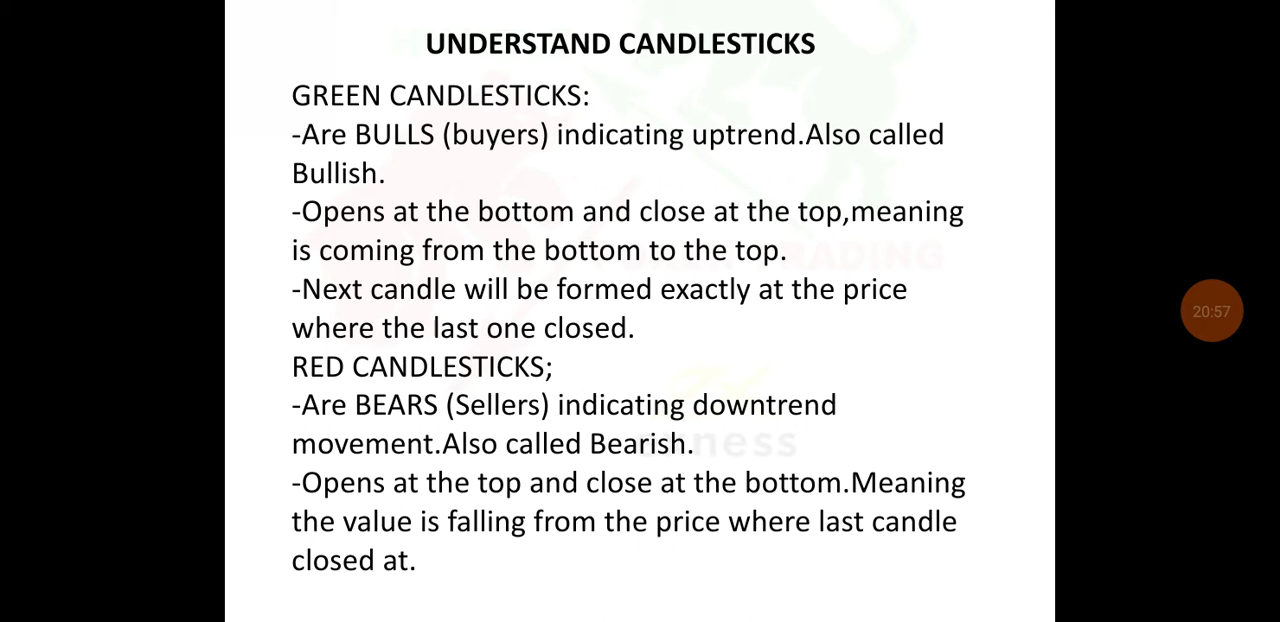 UNDERSTAND CANDLESTICKS
GREEN CANDLESTICKS:
-Are BULLS (buyers) indicating uptrend.Also called
Bullish.
-Opens at the bottom and close at the top,meaning
is coming from the bottom to the top.
-Next candle will be formed exactly at the price
where the last one closed.
RED CANDLESTICKS;
-Are BEARS (Sellers) indicating downtrend
movement.Also called Bearish.
-Opens at the top and close at the bottom.Meaning
the value is falling from the price where last candle
closed at.
20:57